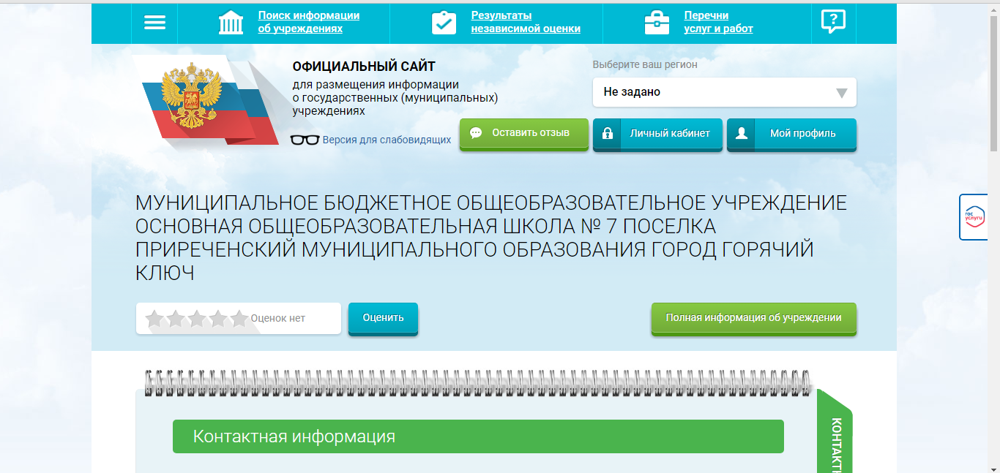 Поиск информации
об учреждениях
Результаты
независимой оценки
Перечни
услуг и работ
?
ОФИЦИАЛЬНЫЙ САЙТ
для размещения информации
о государственных (муниципальных)
учреждениях
Версия для слабовидящих
Оставить отзыв
Выберите ваш регион
Не задано
Личный кабинет
Мой профиль
гос
услуги
МУНИЦИПАЛЬНОЕ БЮДЖЕТНОЕ ОБЩЕОБРАЗОВАТЕЛЬНОЕ УЧРЕЖДЕНИЕ
ОСНОВНАЯ ОБЩЕОБРАЗОВАТЕЛЬНАЯ ШКОЛА № 7 ПОСЕЛКА
ПРИРЕЧЕНСКИЙ МУНИЦИПАЛЬНОГО ОБРАЗОВАНИЯ ГОРОД ГОРЯЧИЙ
КЛЮЧ
Оценок нет
Оценить
Полная информация об учреждении
Контактная информация